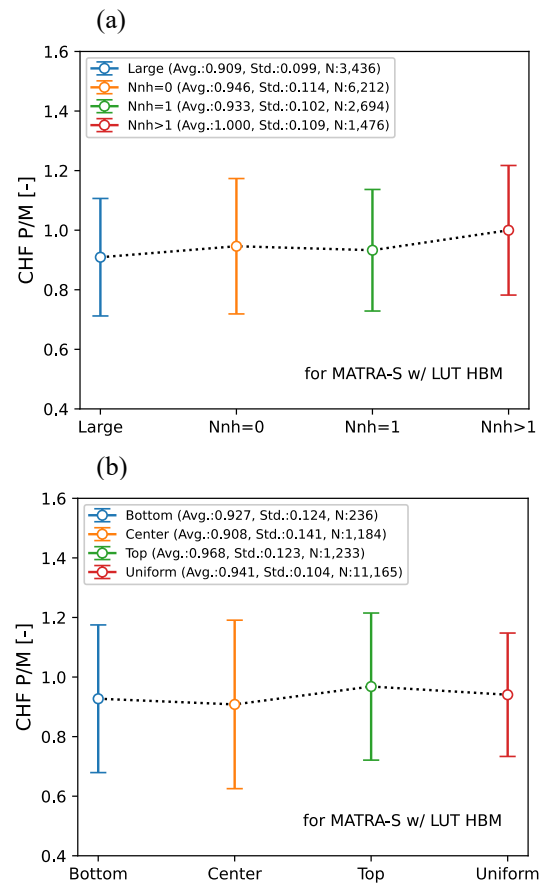 (a)
1.6
1.4
1.2
1.0
0.8
0.6
0.4
CHF P/M [-]
Large (Avg.:0.909, Std.:0.099, N:3,436)
Nnh=0 (Avg.:0.946, Std.:0.114, N:6,212)
Nnh=1 (Avg.:0.933, Std.:0.102, N:2,694)
Nnh>1 (Avg.:1.000, Std.:0.109, N:1,476)
for MATRA-S w/ LUT HBM
Large Nnh=0 Nnh=1 Nnh>1
(b)
1.6
1.4
1.2
1.0
0.8
0.6
0.4
CHF P/M [-]
Bottom (Avg.:0.927, Std.:0.124, N:236)
Center (Avg.:0.908, Std.:0.141, N:1,184)
Top (Avg.:0.968, Std.:0.123, N:1,233)
Uniform (Avg.:0.941, Std.:0.104, N:11,165)
for MATRA-S w/ LUT HBM
Bottom Center Top Uniform